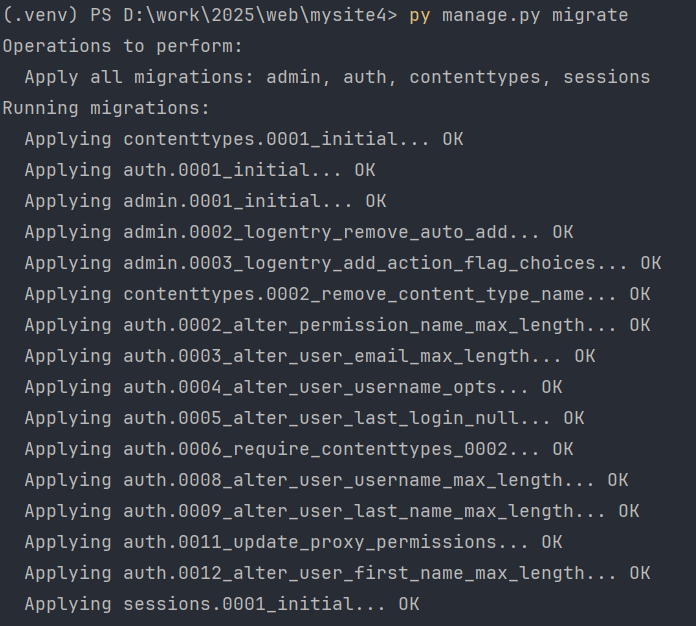 (.venv) PS D:\work\2025\web\mysite4> py manage.py migrate
Operations to perform:
  Apply all migrations: admin, auth, contenttypes, sessions
Running migrations:
  Applying contenttypes.0001_initial... OK
  Applying auth.0001_initial... OK
  Applying admin.0001_initial... OK
  Applying admin.0002_logentry_remove_auto_add... OK
  Applying admin.0003_logentry_add_action_flag_choices... OK
  Applying contenttypes.0002_remove_content_type_name... OK
  Applying auth.0002_alter_permission_name_max_length... OK
  Applying auth.0003_alter_user_email_max_length... OK
  Applying auth.0004_alter_user_username_opts... OK
  Applying auth.0005_alter_user_last_login_null... OK
  Applying auth.0006_require_contenttypes_0002... OK
  Applying auth.0008_alter_user_username_max_length... OK
  Applying auth.0009_alter_user_last_name_max_length... OK
  Applying auth.0011_update_proxy_permissions... OK
  Applying auth.0012_alter_user_first_name_max_length... OK
  Applying sessions.0001_initial... OK